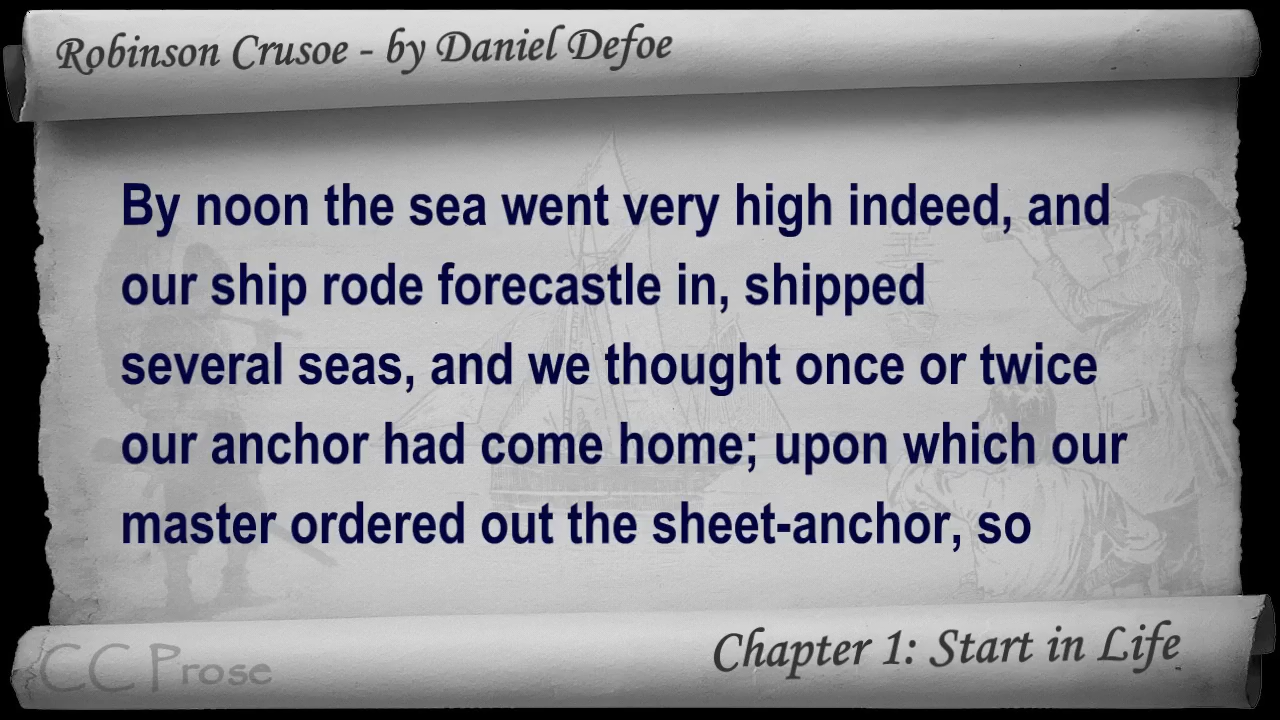 Robinson Crusoe - by Daniel Defoe
By noon the sea went very high indeed, and
our ship rode forecastle in, shipped
several seas, and we thought once or twice
our anchor had come home; upon which our
master ordered out the sheet-anchor, so
Chapter 1: Start in Life
CC Prose